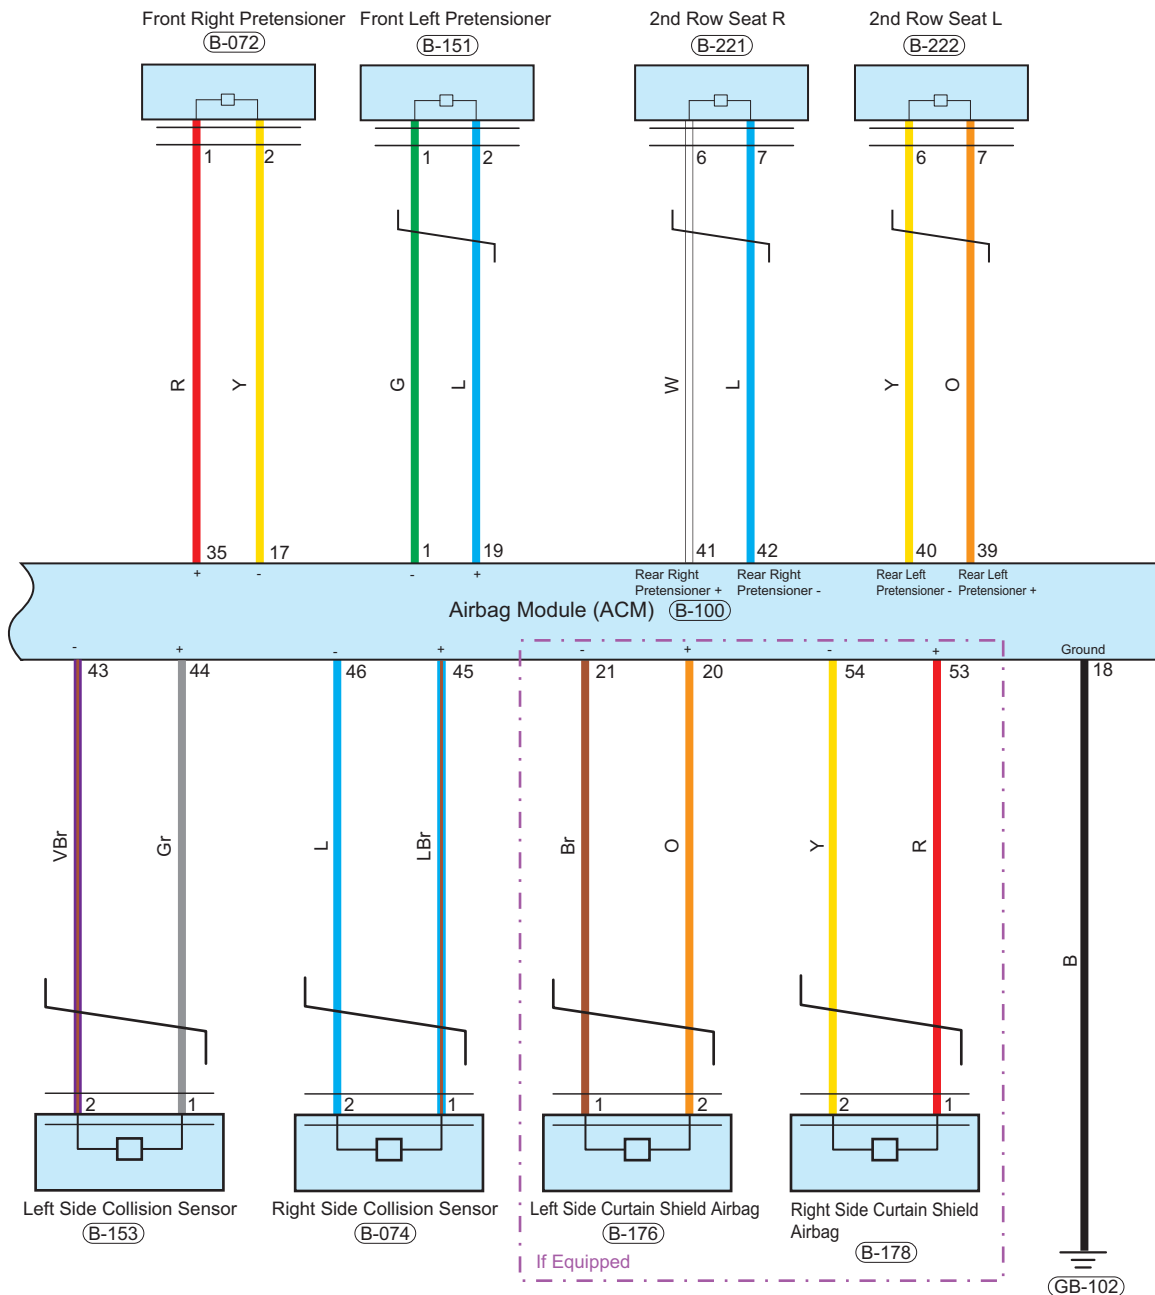 Front Right Pretensioner
Front Left Pretensioner
2nd Row Seat R
2nd Row Seat L
B-072
B-151
B-221
B-222
1 2 1 2 6 7 6 7
R Y G L W L Y O
35 17 1 19 41 42 40 39
+ - - +
Rear Right Pretensioner +
Rear Right Pretensioner -
Rear Left Pretensioner -
Rear Left Pretensioner +
Airbag Module (ACM) B-100
- + - + - + - + Ground
43 44 46 45 21 20 54 53 18
VBr Gr L LBr Br O Y R B
2 1 2 1 1 2 2 1
Left Side Collision Sensor
B-153
Right Side Collision Sensor
B-074
Left Side Curtain Shield Airbag
B-176
Right Side Curtain Shield
Airbag
B-178
If Equipped
GB-102